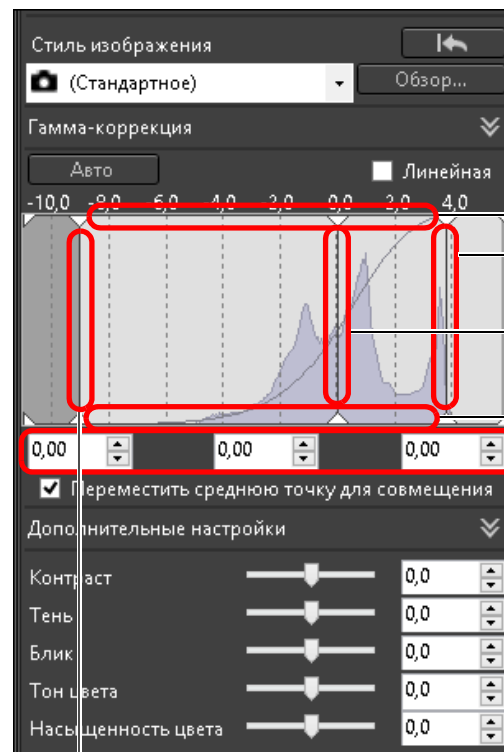 Стиль изображения
(Стандартное)
Обзор...
Гамма-коррекция
Авто
Линейная
-10,0 -8,0 -6,0 -4,0 -2,0 0,0 2,0 4,0
0,00 0,00 0,00
Переместить среднюю точку для совмещения
Дополнительные настройки
Контраст 0,0
Тень 0,0
Блик 0,0
Тон цвета 0,0
Насыщенность цвета 0,0